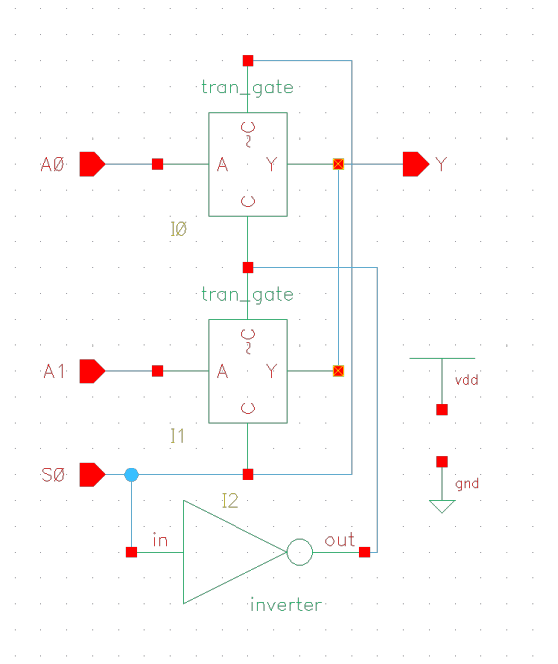 tran_gate
~C
A0
A
Y
Y
C
I0
tran_gate
~C
A1
A
Y
vdd
C
I1
S0
gnd
I2
in
out
inverter